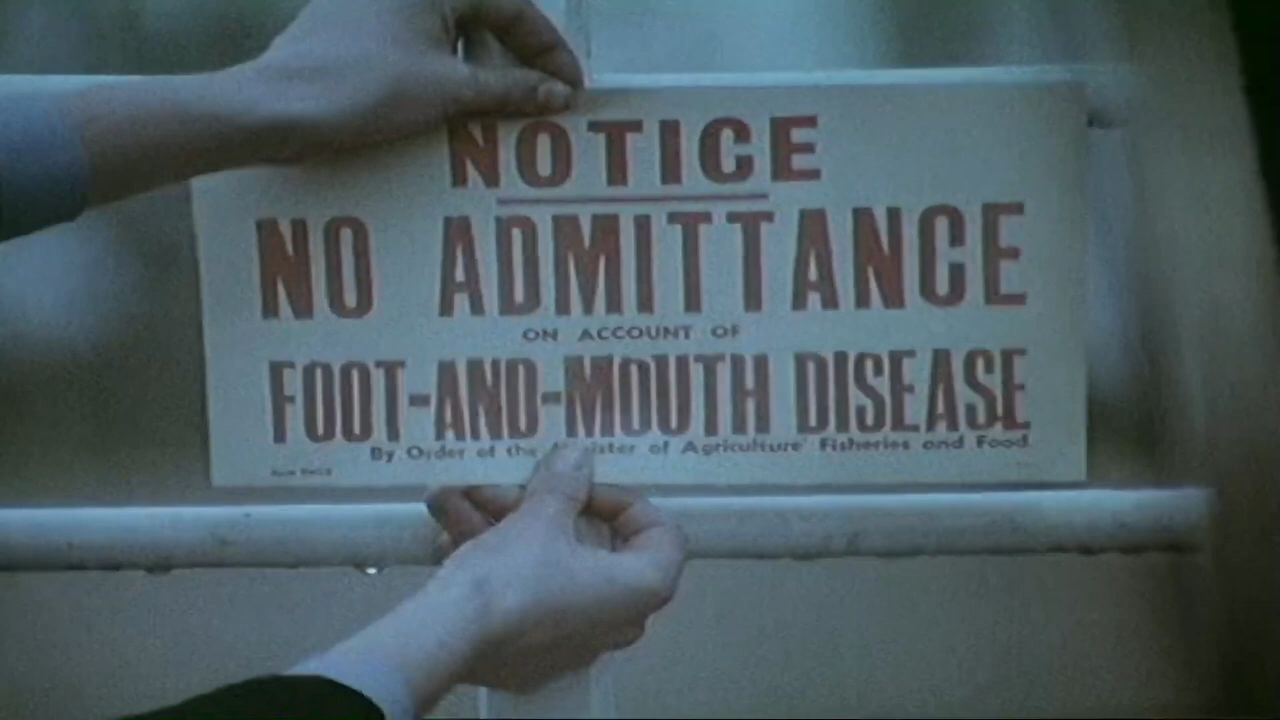 NOTICE
NO ADMITTANCE
ON ACCOUNT OF
FOOT-AND-MOUTH DISEASE
By Order of the Minister of Agriculture' Fisheries and Food